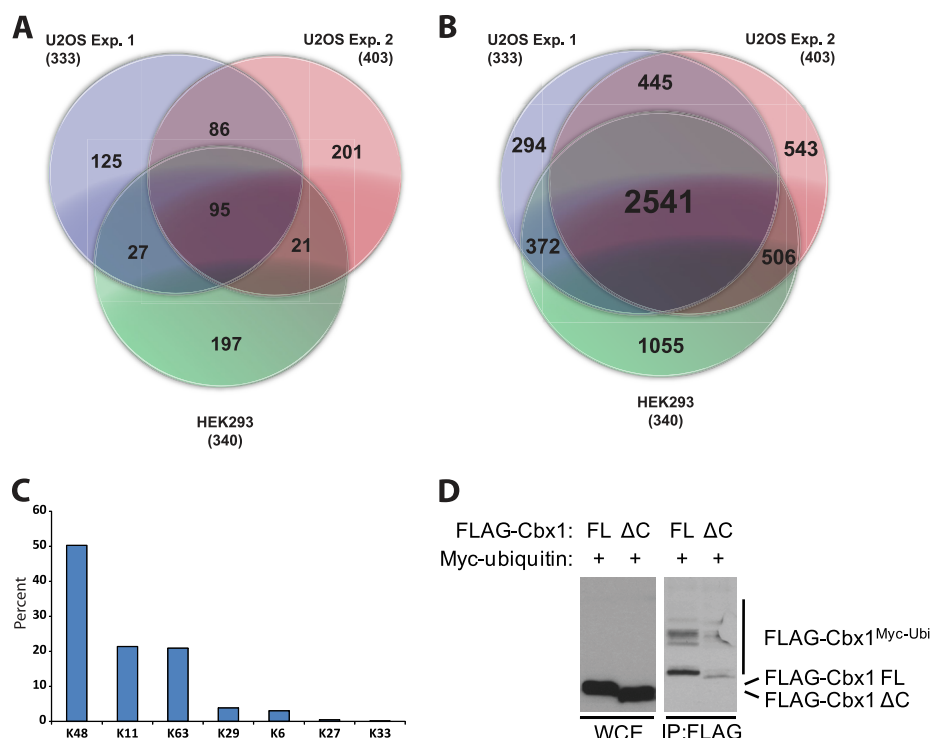 A
U2OS Exp. 1
(333)
U2OS Exp. 2
(403)
86
125
201
95
27
21
197
HEK293
(340)
B
U2OS Exp. 1
(333)
U2OS Exp. 2
(403)
445
294
543
2541
372
506
1055
HEK293
(340)
C
Percent
60
50
40
30
20
10
0
K48 K11 K63 K29 K6 K27 K33
D
FLAG-Cbx1: FL ΔC FL ΔC
Myc-ubiquitin: + + + +
FLAG-Cbx1Myc-Ubi
FLAG-Cbx1 FL
FLAG-Cbx1 ΔC
WCE IP:FLAG